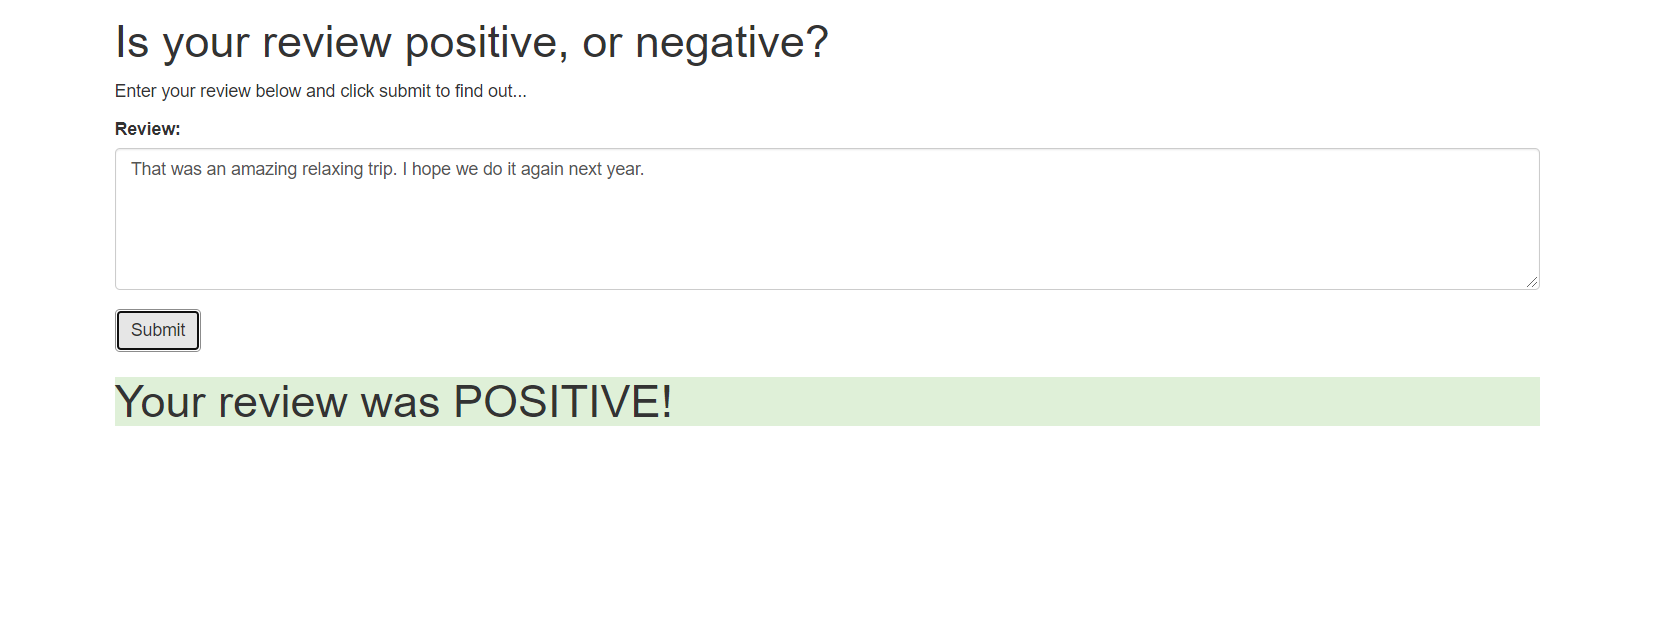 Is your review positive, or negative?
Enter your review below and click submit to find out...
Review:
That was an amazing relaxing trip. I hope we do it again next year.
Submit
Your review was POSITIVE!